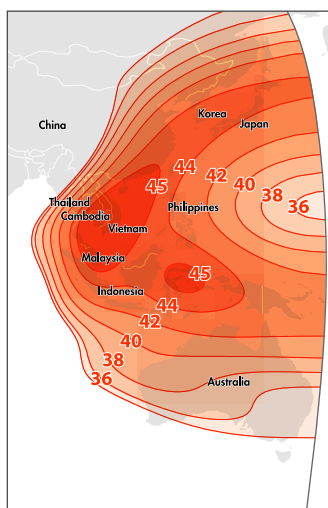 Korea
China
Japan
44
42
45
40
38
36
Thailand
Cambodia
Philippines
Vietnam
Malaysia
45
Indonesia
44
42
40
38
36
Australia